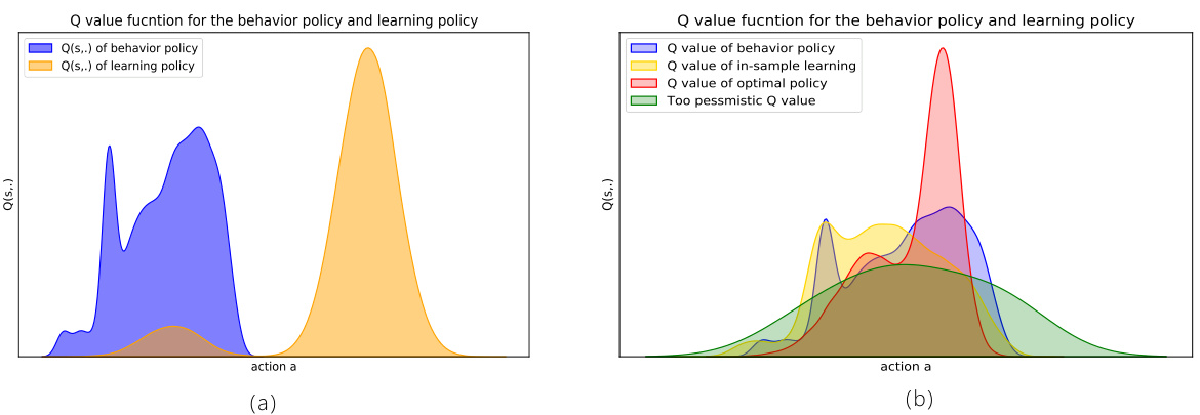 Q value fucntion for the behavior policy and learning policy
Q(s,.) of behavior policy
Q(s,.) of learning policy
Q(s,.)
action a
(a)
Q value fucntion for the behavior policy and learning policy
Q value of behavior policy
Q value of in-sample learning
Q value of optimal policy
Too pessmistic Q value
Q(s,.)
action a
(b)